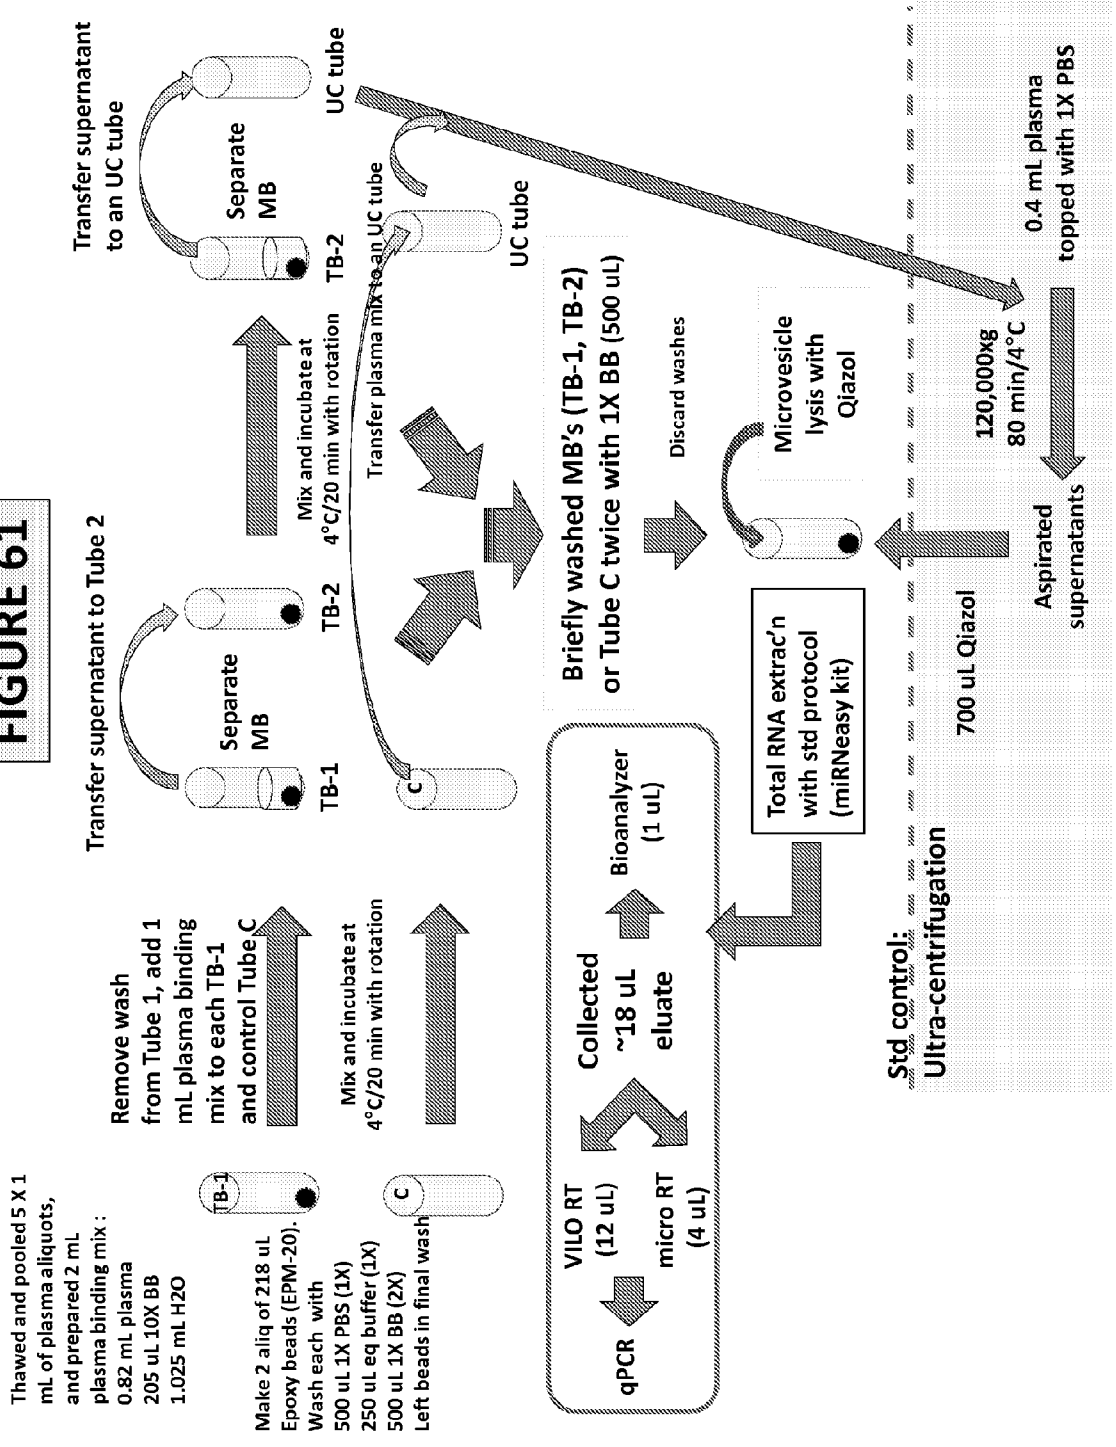 FIGURE 61
Thawed and pooled 5 X 1
mL of plasma aliquots,
and prepared 2 mL
plasma binding mix :
0.82 mL plasma
205 uL 10X BB
1.025 mL H2O
Make 2 aliq of 218 uL
Epoxy beads (EPM-20).
Wash each with
500 uL 1X PBS (1X)
250 uL eq buffer (1X)
500 uL 1X BB (2X)
Left beads in final wash
TB-1
C
Remove wash
from Tube 1, add 1
mL plasma binding
mix to each TB-1
and control Tube C
Mix and incubate at
4°C/20 min with rotation
Transfer supernatant to Tube 2
Separate
MB
TB-1
TB-2
C
Mix and incubate at
4°C/20 min with rotation
Transfer plasma mix to an UC tube
Transfer supernatant
to an UC tube
Separate
MB
TB-2
UC tube
UC tube
Briefly washed MB's (TB-1, TB-2)
or Tube C twice with 1X BB (500 uL)
Discard washes
Microvesicle
lysis with
Qiazol
Total RNA extrac'n
with std protocol
(miRNeasy kit)
Collected
~18 uL
eluate
Bioanalyzer
(1 uL)
VILO RT
(12 uL)
micro RT
(4 uL)
qPCR
Std control:
Ultra-centrifugation
700 uL Qiazol
Aspirated
supernatants
120,000xg
80 min/4°C
0.4 mL plasma
topped with 1X PBS